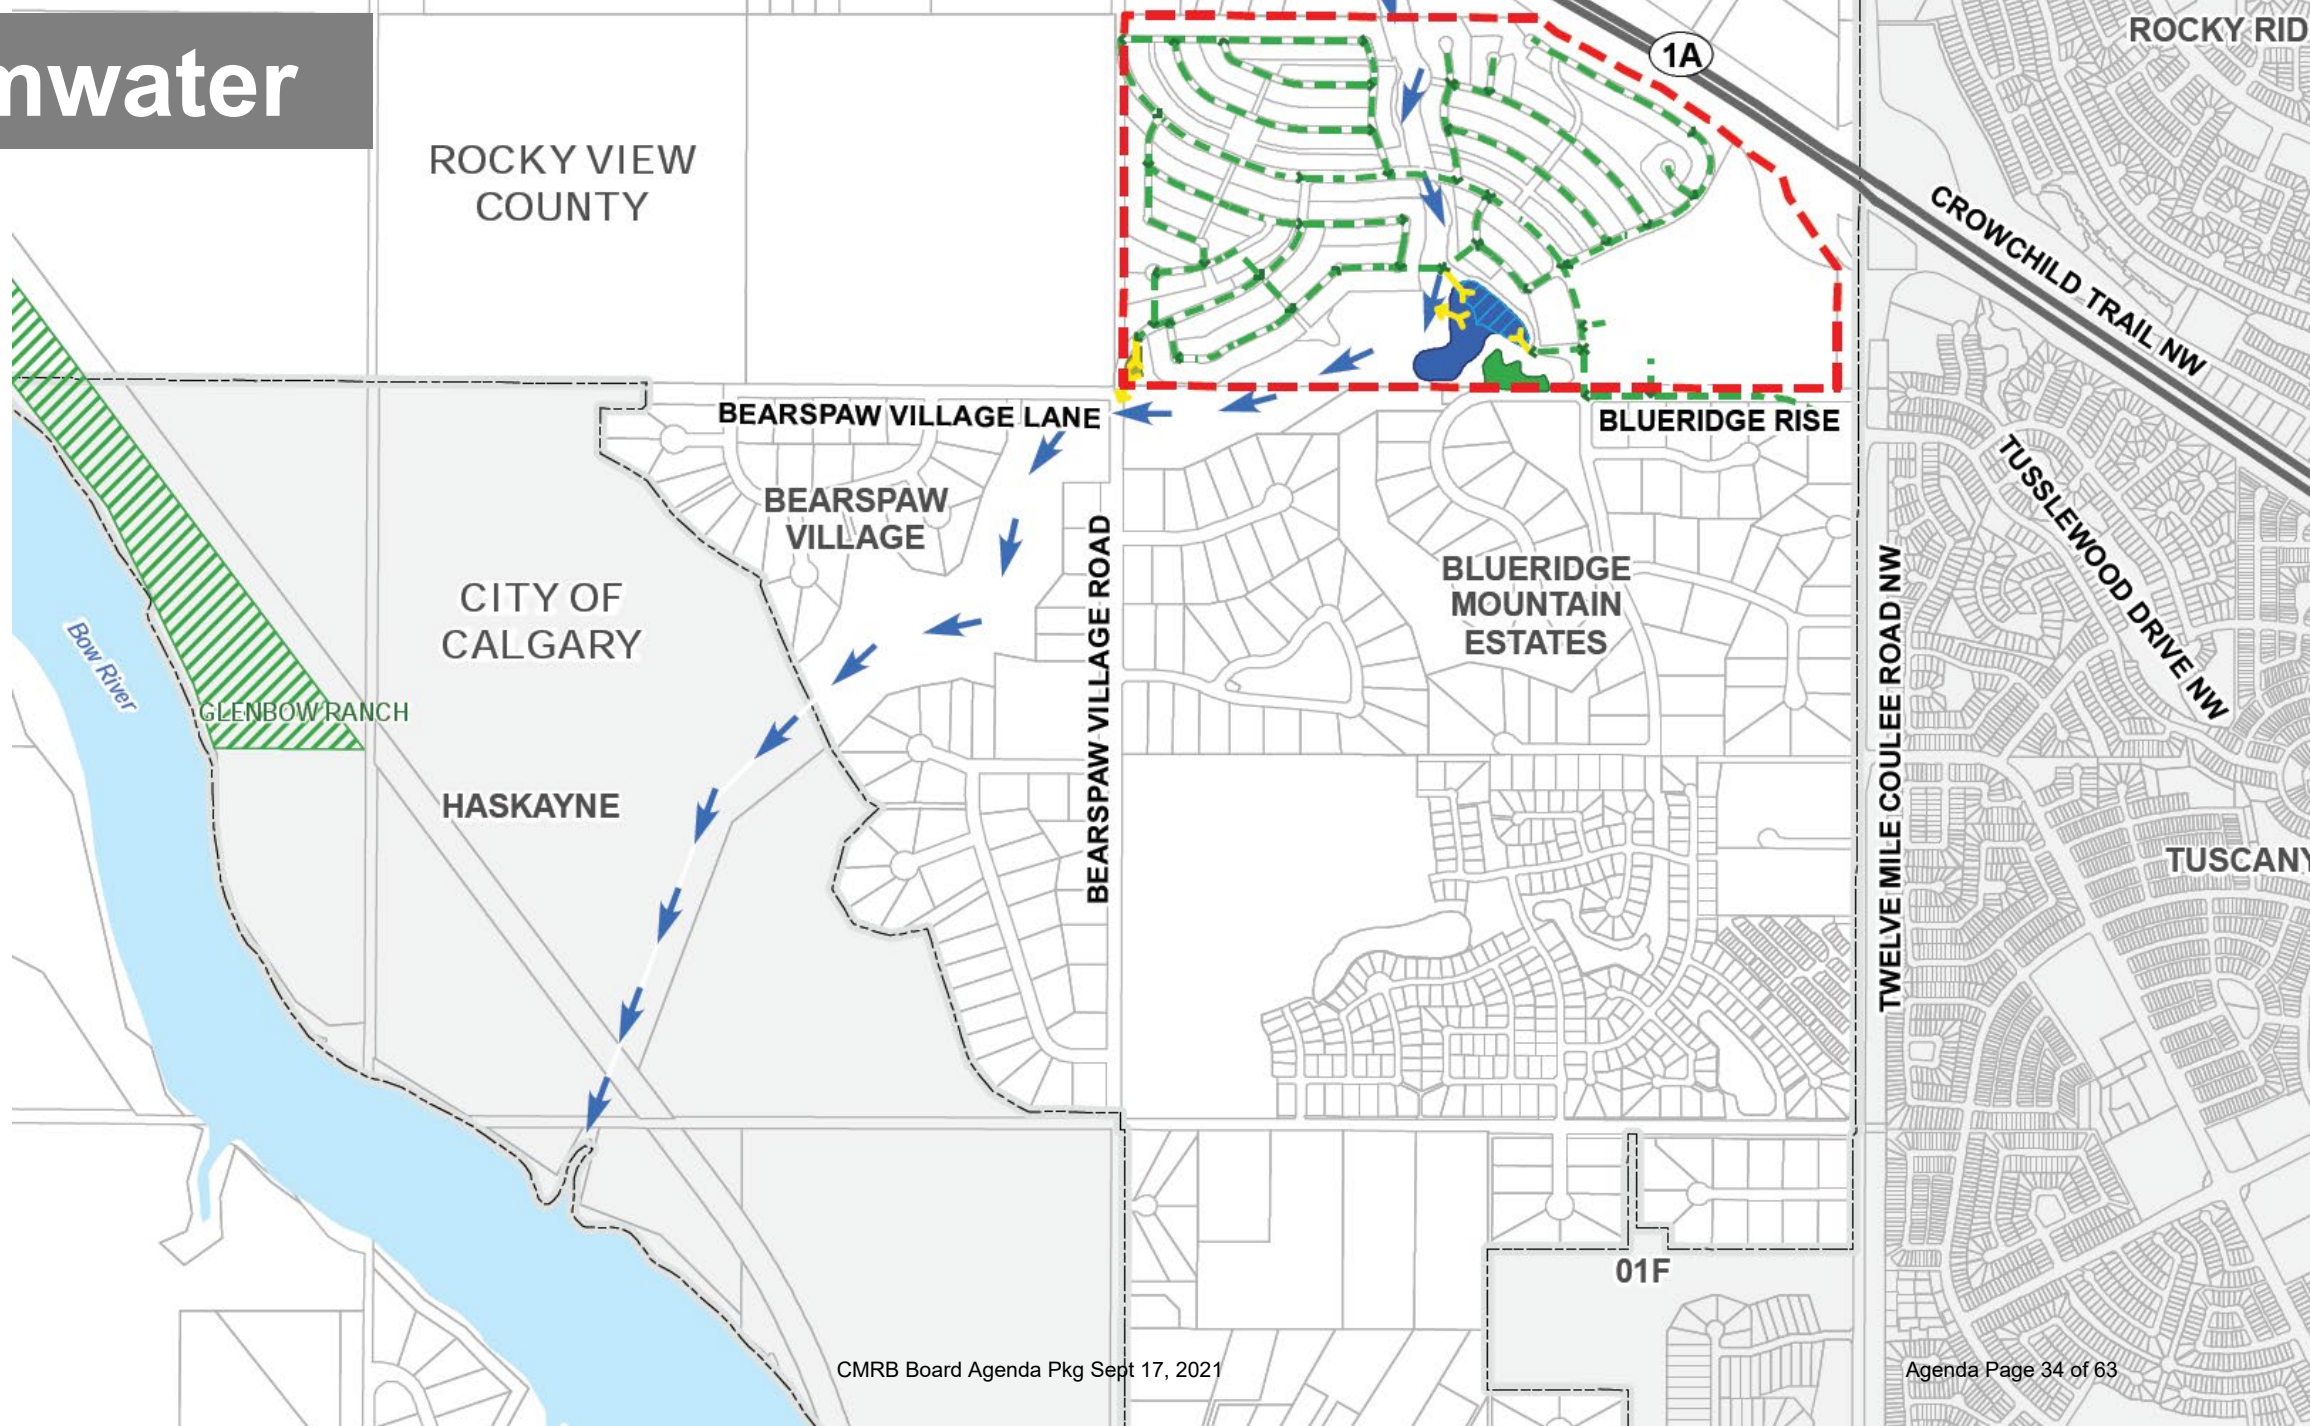 mwater
ROCKY RID
1A
ROCKY VIEW
COUNTY
CROWCHILD TRAIL NW
BEARSPAW VILLAGE LANE
BLUERIDGE RISE
BEARSPAW
VILLAGE
TUSSLEWOOD DRIVE NW
BLUERIDGE
MOUNTAIN
ESTATES
CITY OF
CALGARY
Bow River
BEARSPAW VILLAGE ROAD
TWELVE MILE COULEE ROAD NW
GLENBOW RANCH
HASKAYNE
TUSCANY
01F
CMRB Board Agenda Pkg Sept 17, 2021
Agenda Page 34 of 63